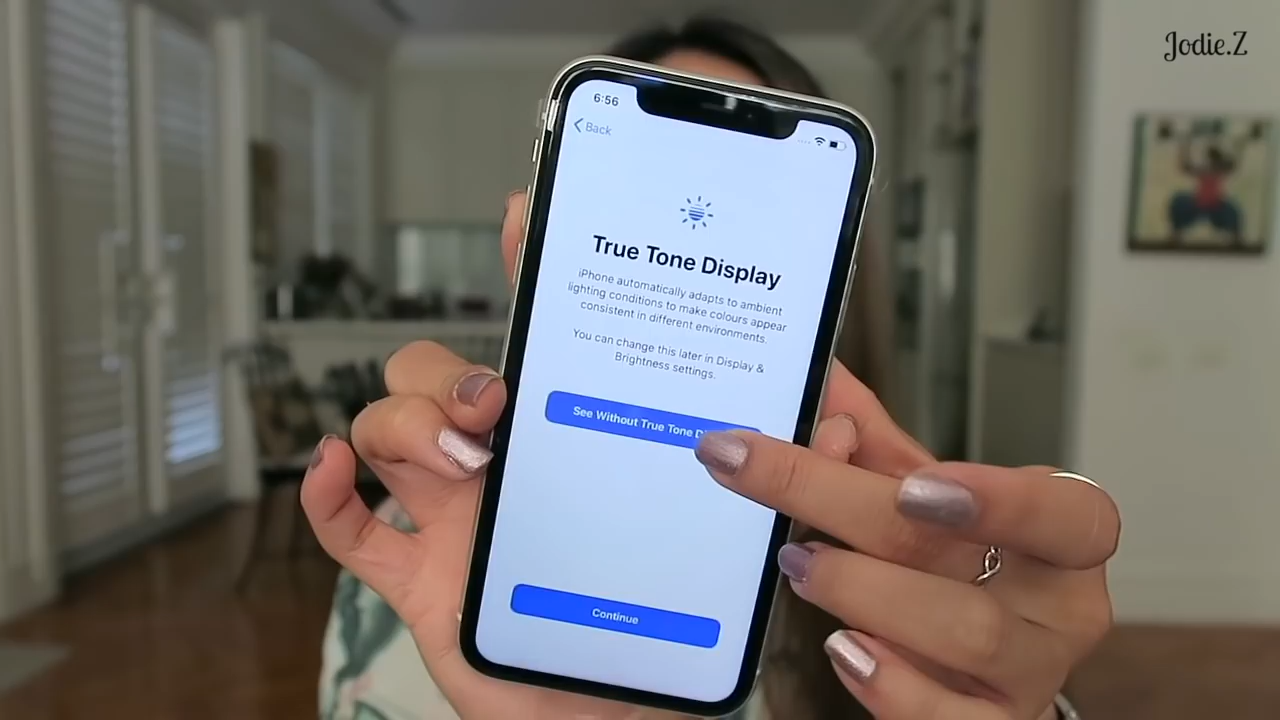 Jodie.Z
6:56
Back
True Tone Display
iPhone automatically adapts to ambient
lighting conditions to make colours appear
consistent in different environments.
You can change this later in Display &
Brightness settings.
See Without True Tone
Continue